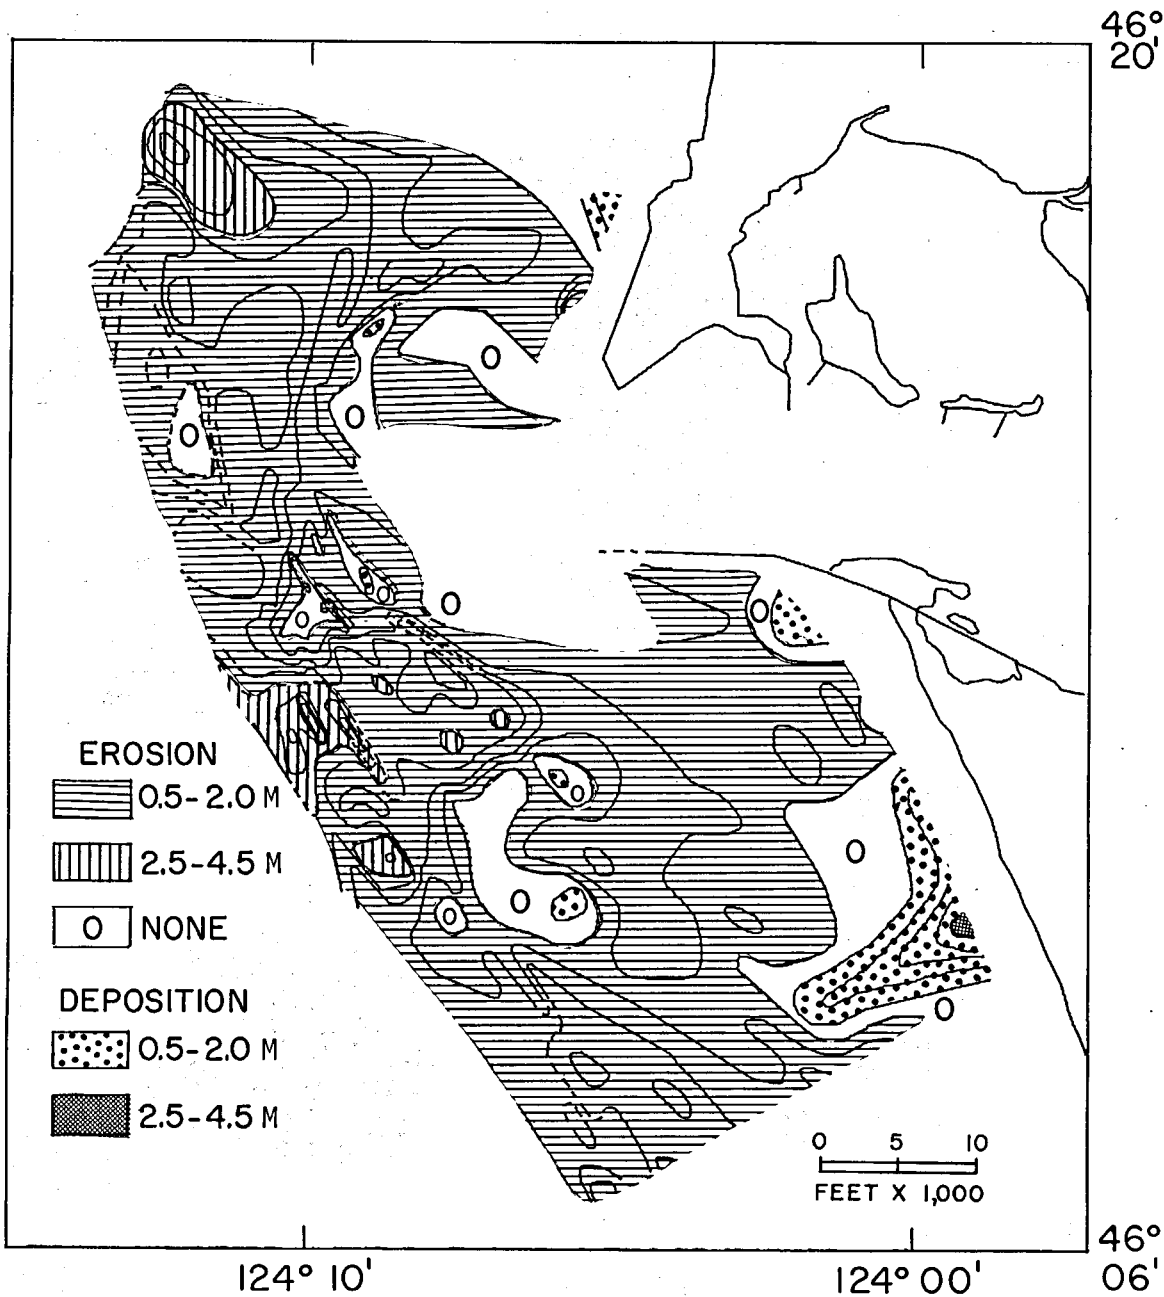 46°
20'
O
O
O
O
O
O
O
O
EROSION
0.5-2.0 M
2.5-4.5 M
O NONE
DEPOSITION
0.5-2.0 M
2.5-4.5 M
O
O
O
O
O
0 5 10
FEET X 1,000
124° 10'
124° 00'
46°
06'